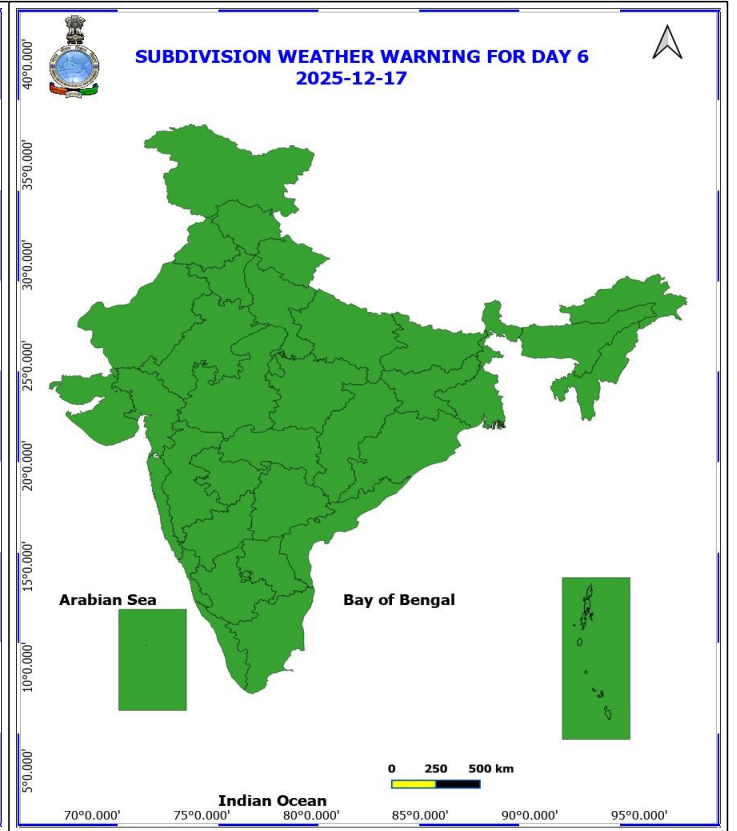 SUBDIVISION WEATHER WARNING FOR DAY 6
2025-12-17
40°0.000'
35°0.000'
30°0.000'
25°0.000'
20°0.000'
15°0.000'
10°0.000'
5°0.000'
Arabian Sea
Bay of Bengal
0 250 500 km
Indian Ocean
70°0.000' 75°0.000' 80°0.000' 85°0.000' 90°0.000' 95°0.000'